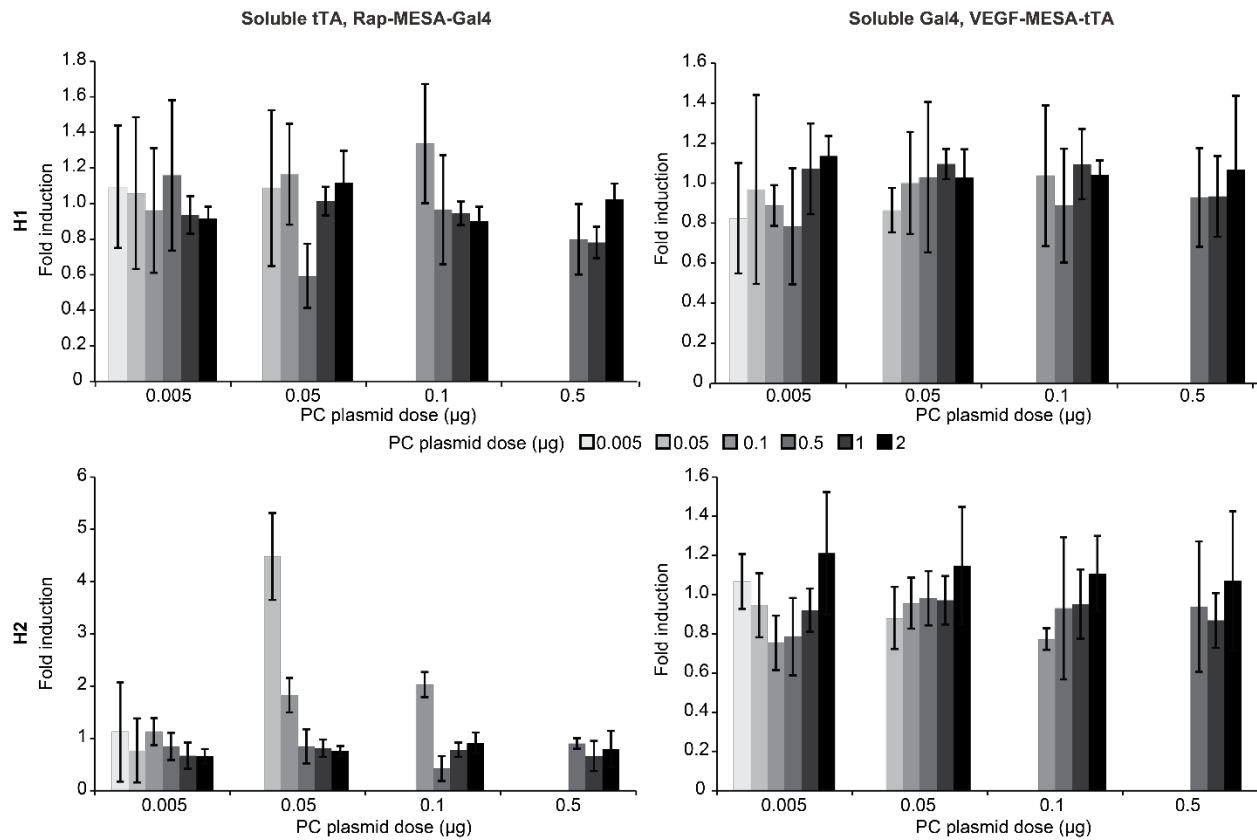 Soluble tTA, Rap-MESA-Gal4
Soluble Gal4, VEGF-MESA-tTA
H1
Fold induction
1.8
1.6
1.4
1.2
1.0
0.8
0.6
0.4
0.2
0
0.005 0.05 0.1 0.5
PC plasmid dose (µg)
Fold induction
1.6
1.4
1.2
1.0
0.8
0.6
0.4
0.2
0
0.005 0.05 0.1 0.5
PC plasmid dose (µg)
PC plasmid dose (µg) 0.005 0.05 0.1 0.5 1 2
H2
Fold induction
6
5
4
3
2
1
0
0.005 0.05 0.1 0.5
PC plasmid dose (µg)
Fold induction
1.6
1.4
1.2
1.0
0.8
0.6
0.4
0.2
0
0.005 0.05 0.1 0.5
PC plasmid dose (µg)